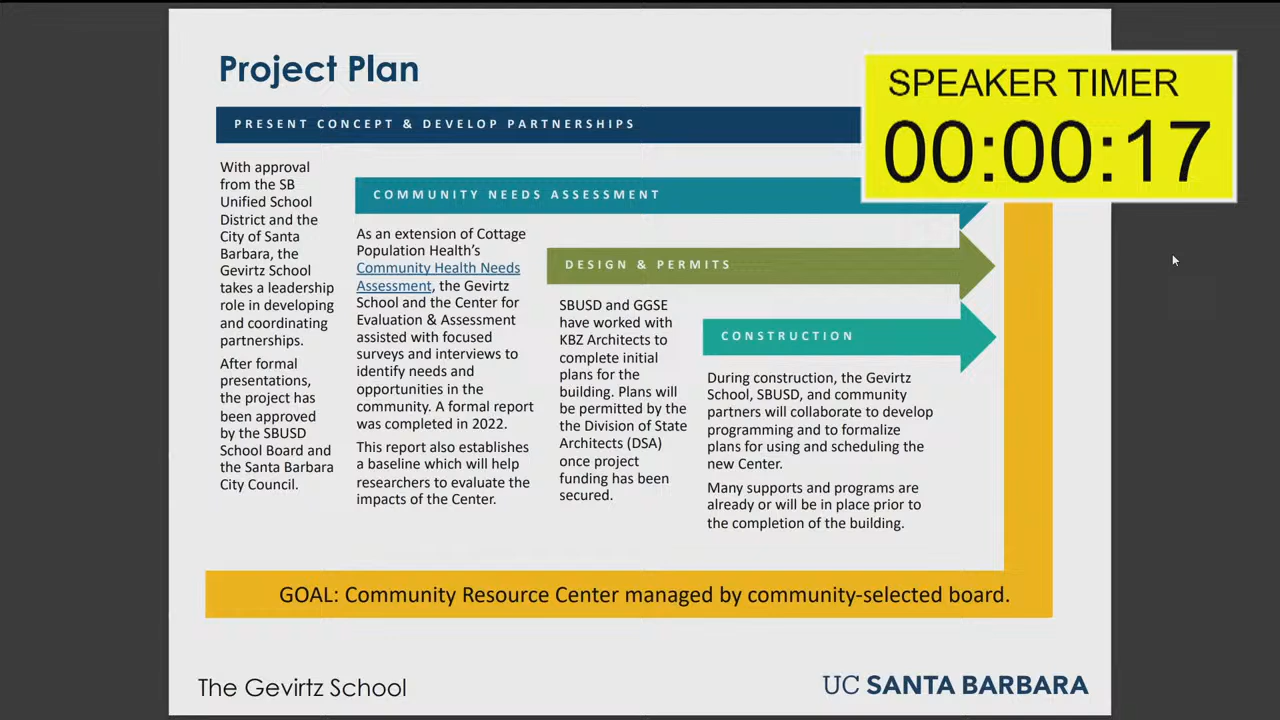 Project Plan
SPEAKER TIMER
00:00:17
PRESENT CONCEPT & DEVELOP PARTNERSHIPS
With approval
from the SB
Unified School
District and the
City of Santa
Barbara, the
Gevirtz School
takes a leadership
role in developing
and coordinating
partnerships.
After formal
presentations,
the project has
been approved
by the SBUSD
School Board and
the Santa Barbara
City Council.
COMMUNITY NEEDS ASSESSMENT
As an extension of Cottage
Population Health's
Community Health Needs
Assessment, the Gevirtz
School and the Center for
Evaluation & Assessment
assisted with focused
surveys and interviews to
identify needs and
opportunities in the
community. A formal report
was completed in 2022.
This report also establishes
a baseline which will help
researchers to evaluate the
impacts of the Center.
DESIGN & PERMITS
SBUSD and GGSE
have worked with
KBZ Architects to
complete initial
plans for the
building. Plans will
be permitted by the
the Division of State
Architects (DSA)
once project
funding has been
secured.
CONSTRUCTION
During construction, the Gevirtz
School, SBUSD, and community
partners will collaborate to develop
programming and to formalize
plans for using and scheduling the
new Center.
Many supports and programs are
already or will be in place prior to
the completion of the building.
GOAL: Community Resource Center managed by community-selected board.
The Gevirtz School
UC SANTA BARBARA